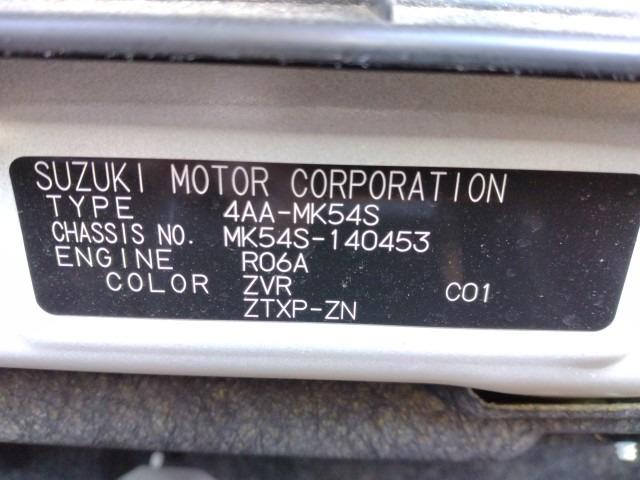 SUZUKI MOTOR CORPORATION
TYPE 4AA-MK54S
CHASSIS NO. MK54S-140453
ENGINE R06A
COLOR ZVR C01
ZTXP-ZN